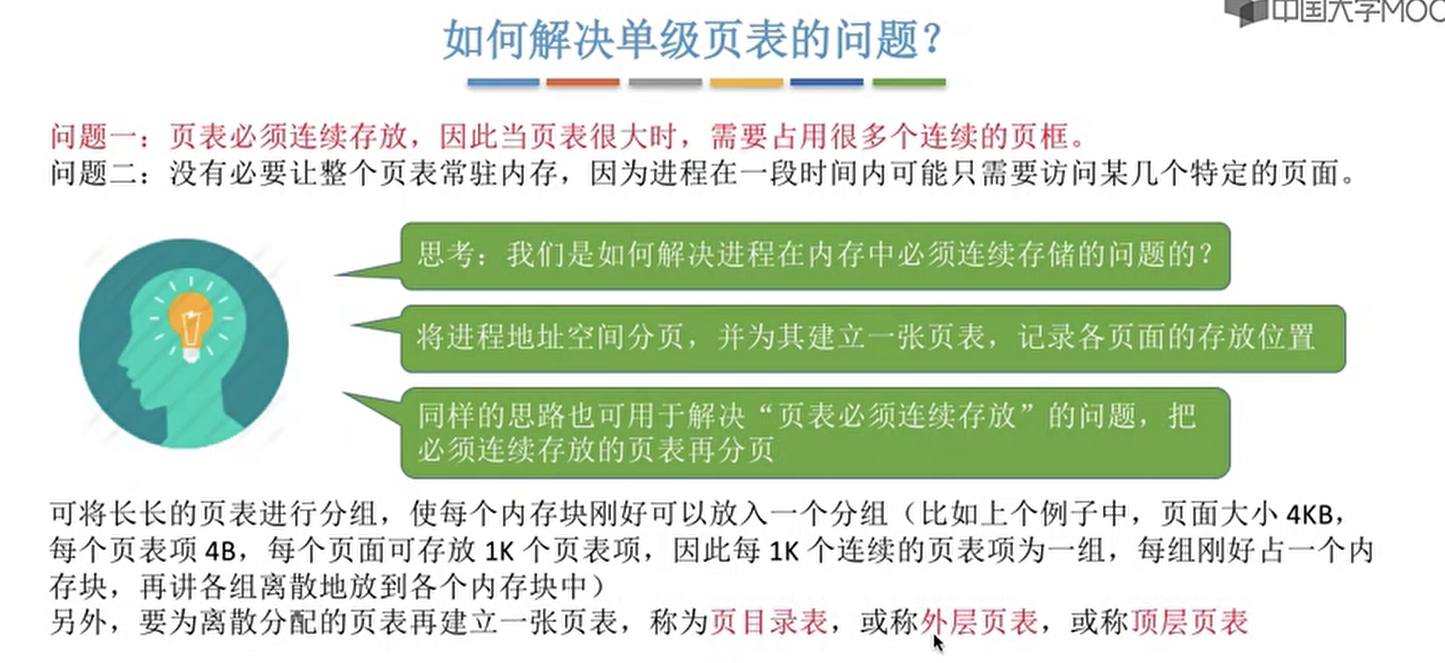 中国大学MOO
如何解决单级页表的问题？
问题一：页表必须连续存放，因此当页表很大时，需要占用很多个连续的页框。
问题二：没有必要让整个页表常驻内存，因为进程在一段时间内可能只需要访问某几个特定的页面。
思考：我们是如何解决进程在内存中必须连续存储的问题的？
将进程地址空间分页，并为其建立一张页表，记录各页面的存放位置
同样的思路也可用于解决“页表必须连续存放”的问题，把
必须连续存放的页表再分页
可将长长的页表进行分组，使每个内存块刚好可以放入一个分组（比如上个例子中，页面大小 4KB，
每个页表项 4B，每个页面可存放 1K 个页表项，因此每 1K 个连续的页表项为一组，每组刚好占一个内
存块，再讲各组离散地放到各个内存块中）
另外，要为离散分配的页表再建立一张页表，称为页目录表，或称外层页表，或称顶层页表